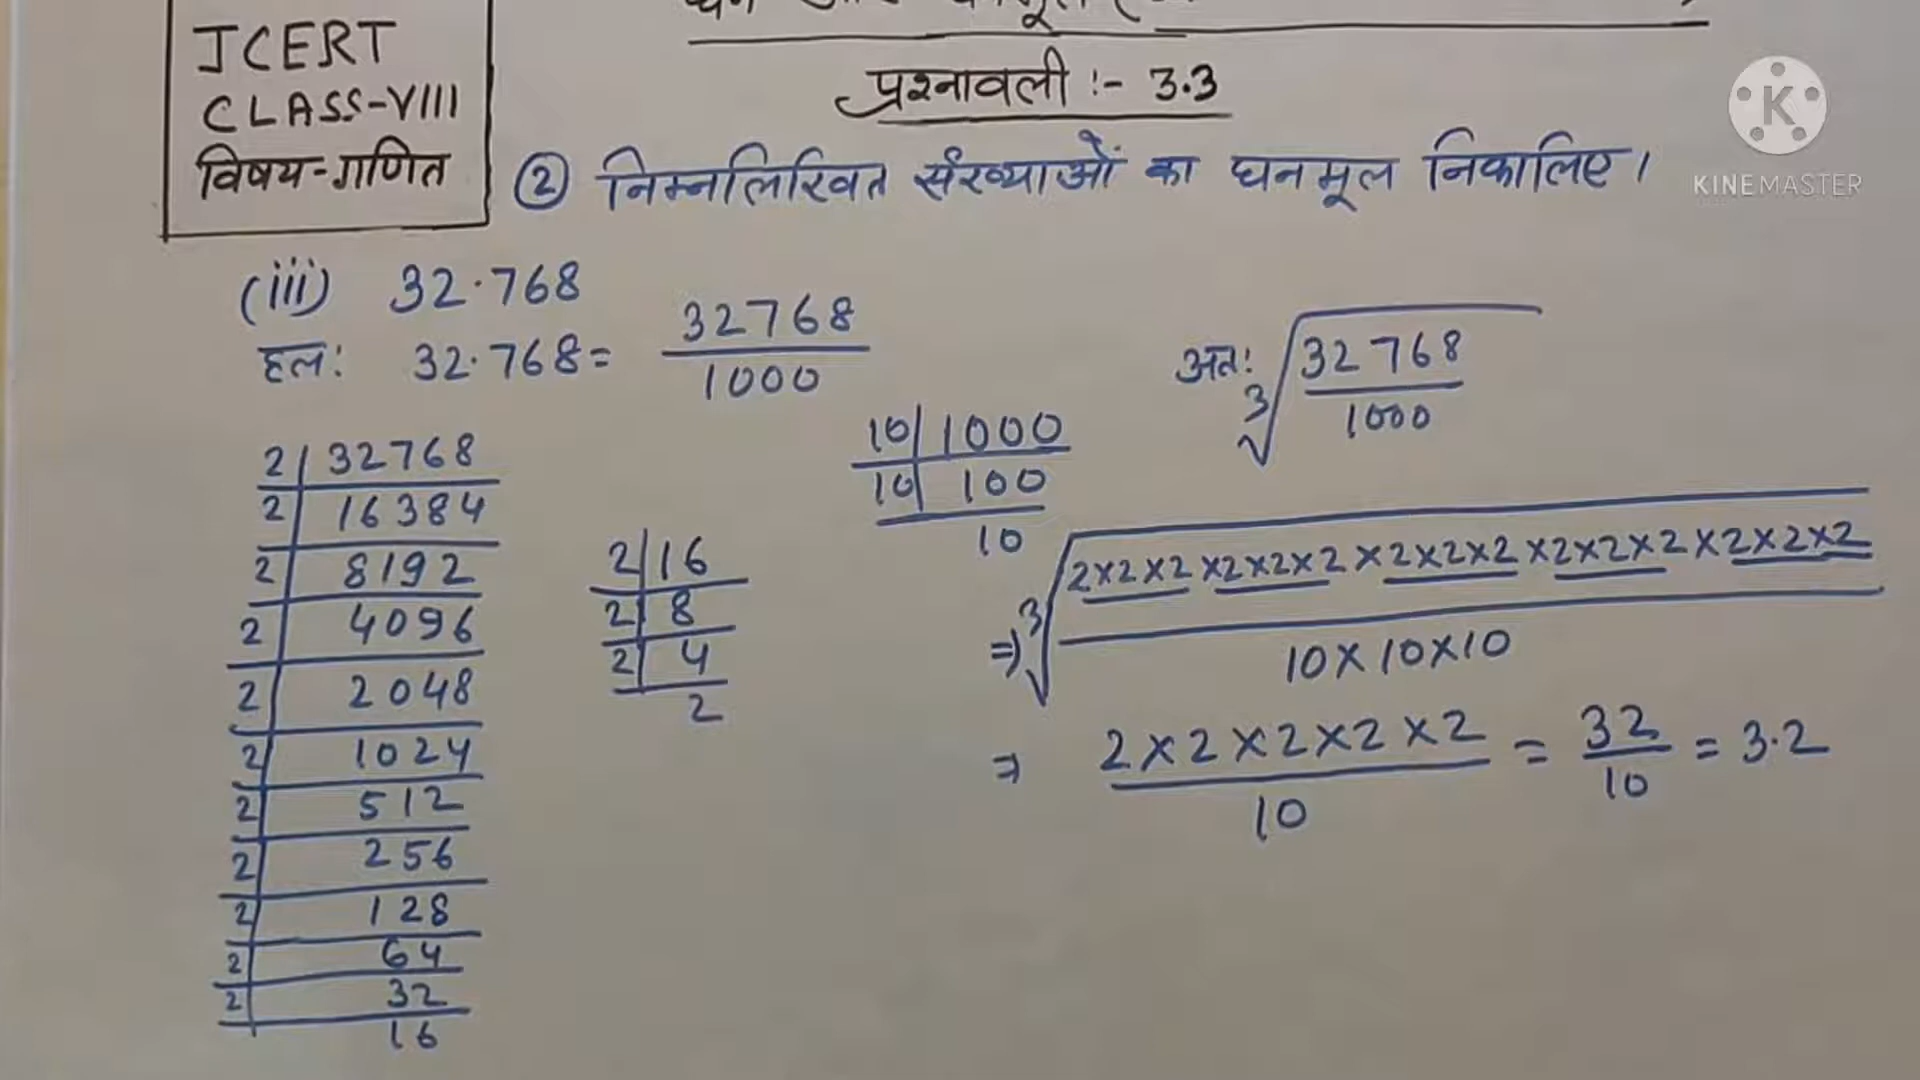 JCERT
CLASS-VIII
विषय-गणित
प्रश्नावली :- 3.3
② निम्नलिखित संख्याओं का घनमूल निकालिए।
K
KINEMASTER
(iii) 32.768
हल: 32.768 = 32768/1000
2 | 32768
2 | 16384
2 | 8192
2 | 4096
2 | 2048
2 | 1024
2 | 512
2 | 256
2 | 128
2 | 64
2 | 32
16
2 | 16
2 | 8
2 | 4
2
10 | 1000
10 | 100
10
अतः ∛(32768/1000)
⇒ ∛(2×2×2×2×2×2×2×2×2×2×2×2×2×2×2 / 10×10×10)
⇒ 2×2×2×2×2/10 = 32/10 = 3.2